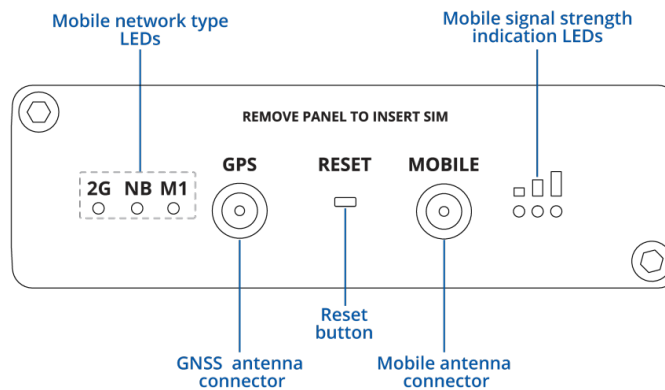 Mobile network type
LEDs
Mobile signal strength
indication LEDs
REMOVE PANEL TO INSERT SIM
GPS
RESET
MOBILE
2G NB M1
Reset
button
GNSS antenna
connector
Mobile antenna
connector